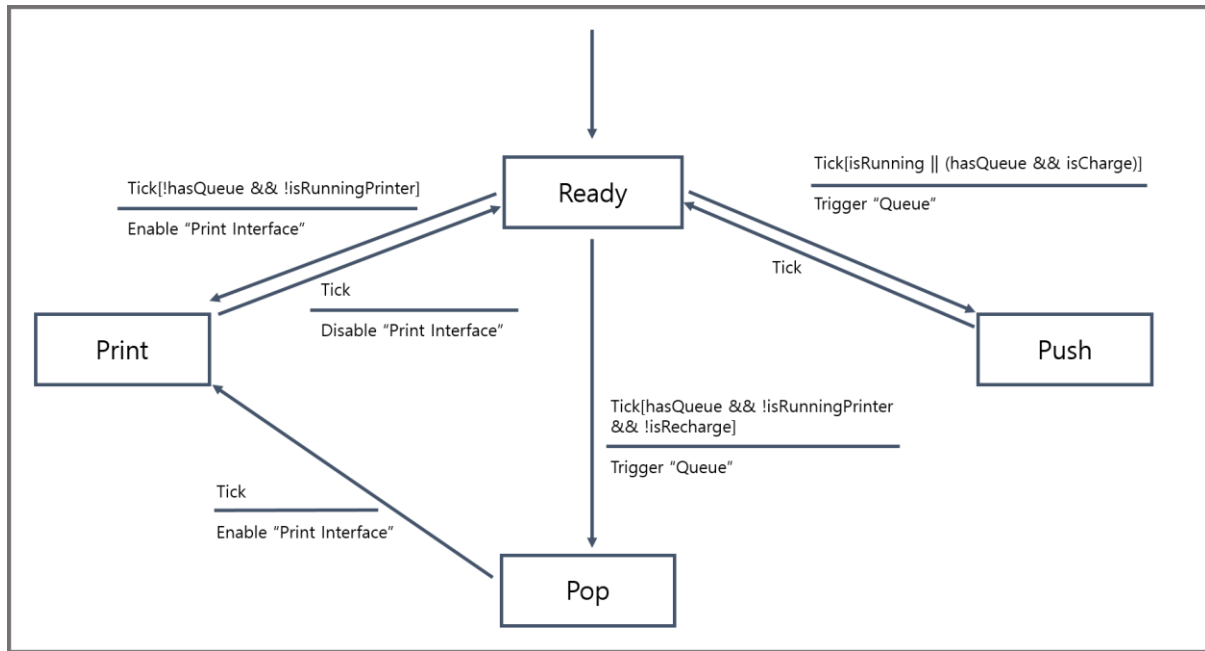 Tick[isRunning || (hasQueue && isCharge)]
Tick[!hasQueue && !isRunningPrinter]
Ready
Trigger “Queue”
Enable “Print Interface”
Tick
Tick
Disable “Print Interface”
Print
Push
Tick[hasQueue && !isRunningPrinter
&& !isRecharge]
Trigger “Queue”
Tick
Enable “Print Interface”
Pop